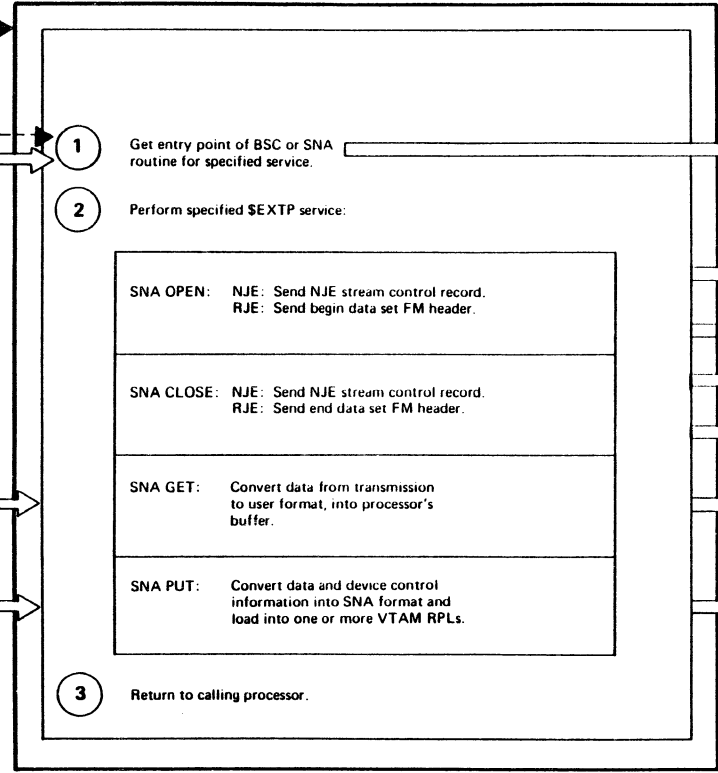 1
Get entry point of BSC or SNA
routine for specified service.
2
Perform specified $EXTP service:
SNA OPEN: NJE: Send NJE stream control record.
RJE: Send begin data set FM header.
SNA CLOSE: NJE: Send NJE stream control record.
RJE: Send end data set FM header.
SNA GET: Convert data from transmission
to user format, into processor's
buffer.
SNA PUT: Convert data and device control
information into SNA format and
load into one or more VTAM RPLs.
3
Return to calling processor.